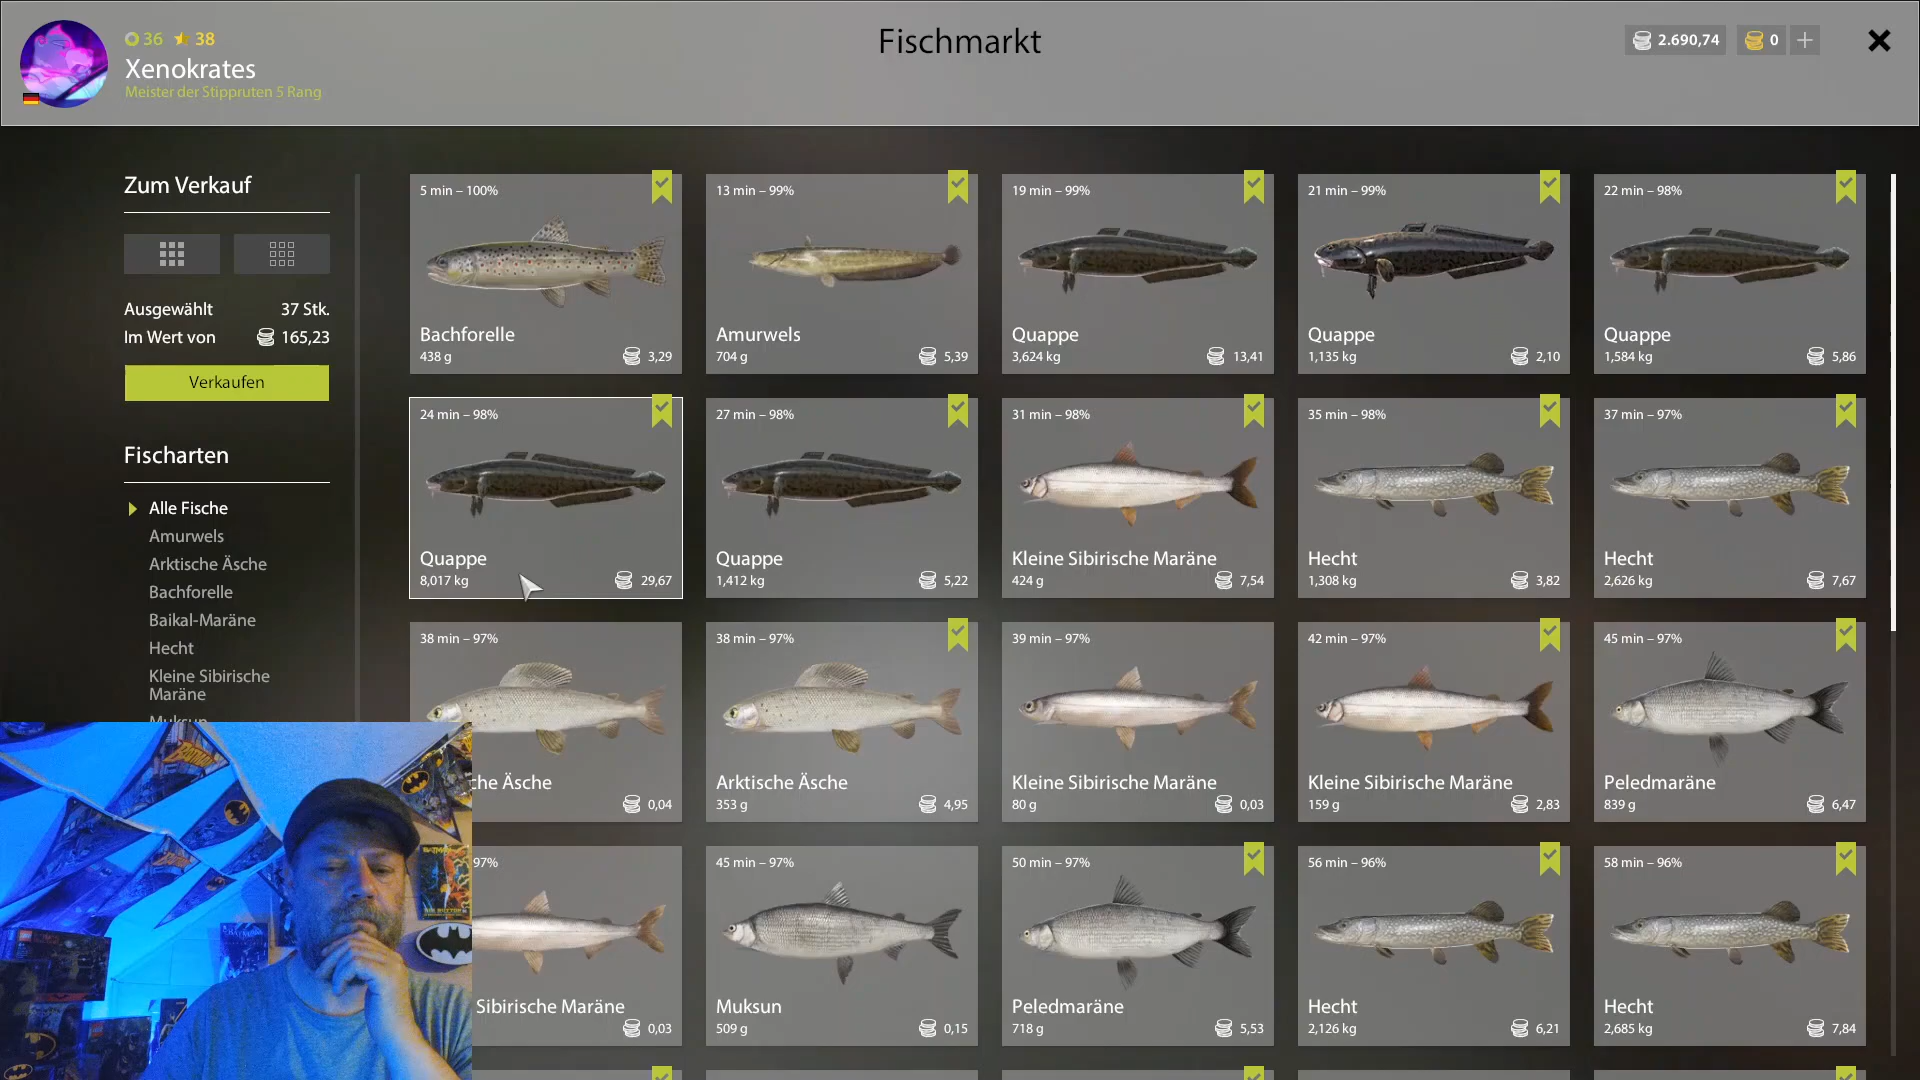 36 38
Xenokrates
Meister der Stippruten 5 Rang
Fischmarkt
2.690,74
0
Zum Verkauf
Ausgewählt 37 Stk.
Im Wert von 165,23
Verkaufen
Fischarten
Alle Fische
Amurwels
Arktische Äsche
Bachforelle
Baikal-Maräne
Hecht
Kleine Sibirische
Maräne
Muksun
5 min – 100%
Bachforelle
438 g 3,29
13 min – 99%
Amurwels
704 g 5,39
19 min – 99%
Quappe
3,624 kg 13,41
21 min – 99%
Quappe
1,135 kg 2,10
22 min – 98%
Quappe
1,584 kg 5,86
24 min – 98%
Quappe
8,017 kg 29,67
27 min – 98%
Quappe
1,412 kg 5,22
31 min – 98%
Kleine Sibirische Maräne
424 g 7,54
35 min – 98%
Hecht
1,308 kg 3,82
37 min – 97%
Hecht
2,626 kg 7,67
38 min – 97%
che Äsche
0,04
38 min – 97%
Arktische Äsche
353 g 4,95
39 min – 97%
Kleine Sibirische Maräne
80 g 0,03
42 min – 97%
Kleine Sibirische Maräne
159 g 2,83
45 min – 97%
Peledmaräne
839 g 6,47
97%
Sibirische Maräne
0,03
45 min – 97%
Muksun
509 g 0,15
50 min – 97%
Peledmaräne
718 g 5,53
56 min – 96%
Hecht
2,126 kg 6,21
58 min – 96%
Hecht
2,685 kg 7,84